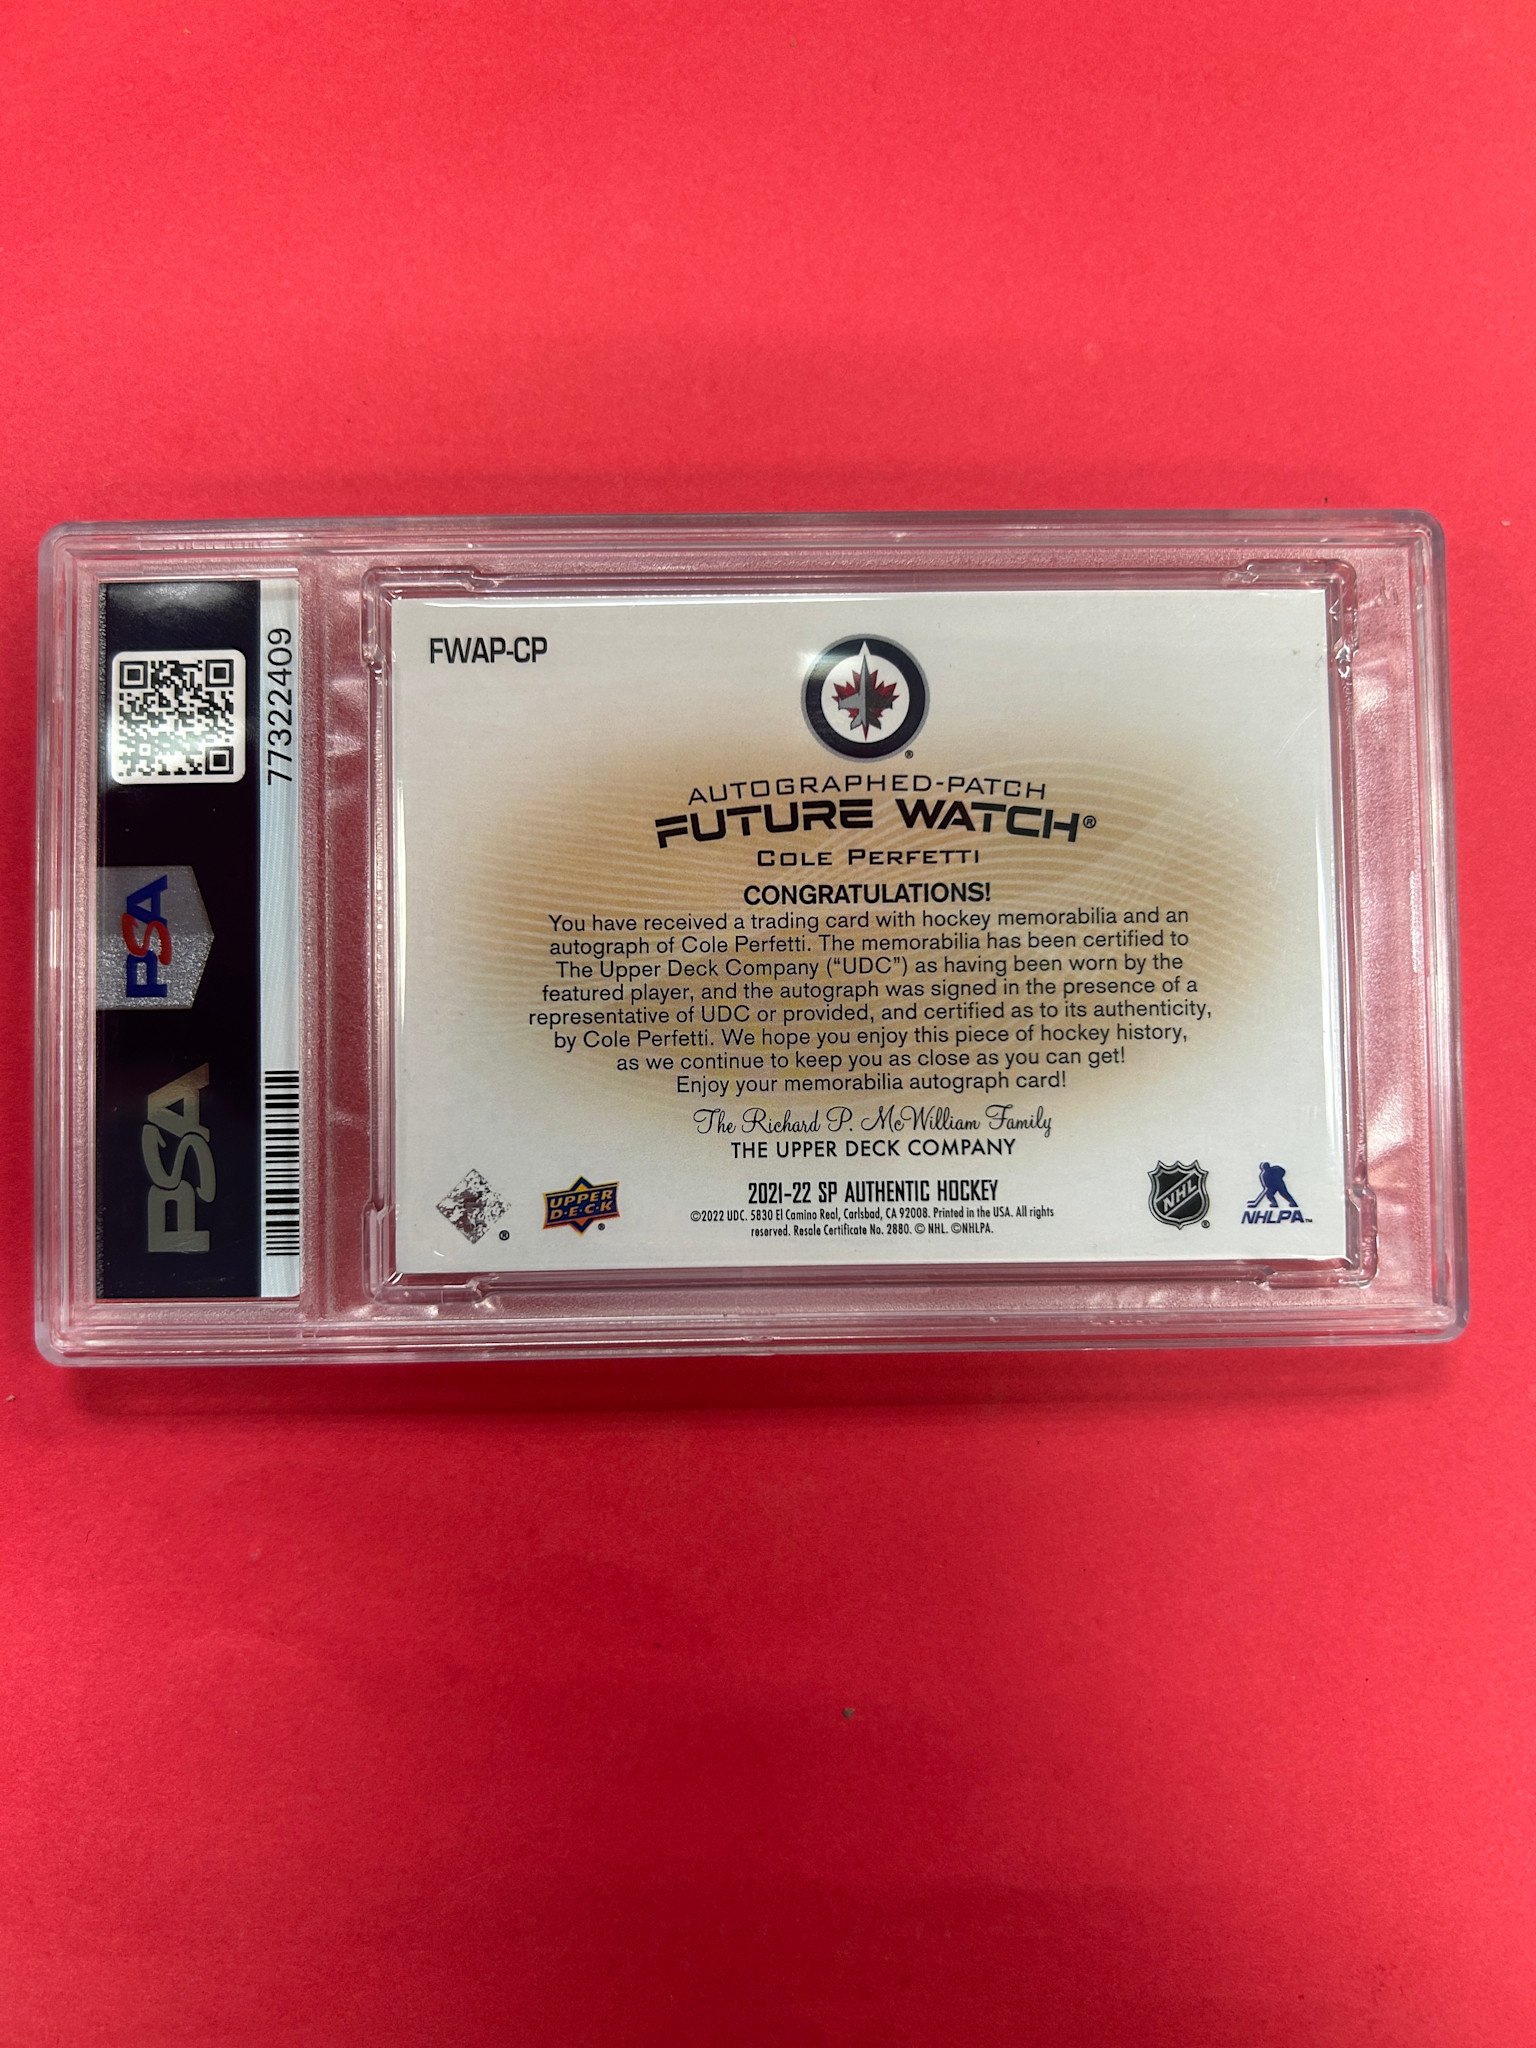 FWAP-CP
AUTOGRAPHED-PATCH
FUTURE WATCH®
COLE PERFETTI
CONGRATULATIONS!
You have received a trading card with hockey memorabilia and an
autograph of Cole Perfetti. The memorabilia has been certified to
The Upper Deck Company (“UDC”) as having been worn by the
featured player, and the autograph was signed in the presence of a
representative of UDC or provided, and certified as to its authenticity,
by Cole Perfetti. We hope you enjoy this piece of hockey history,
as we continue to keep you as close as you can get!
Enjoy your memorabilia autograph card!
The Richard P. McWilliam Family
THE UPPER DECK COMPANY
2021-22 SP AUTHENTIC HOCKEY
©2022 UDC. 5830 El Camino Real, Carlsbad, CA 92008. Printed in the USA. All rights
reserved. Resale Certificate No. 2880. © NHL. ©NHLPA.
UPPER
D·E·C·K
®
®
NHL
®
NHLPA™
®
77322409
PSA
PSA